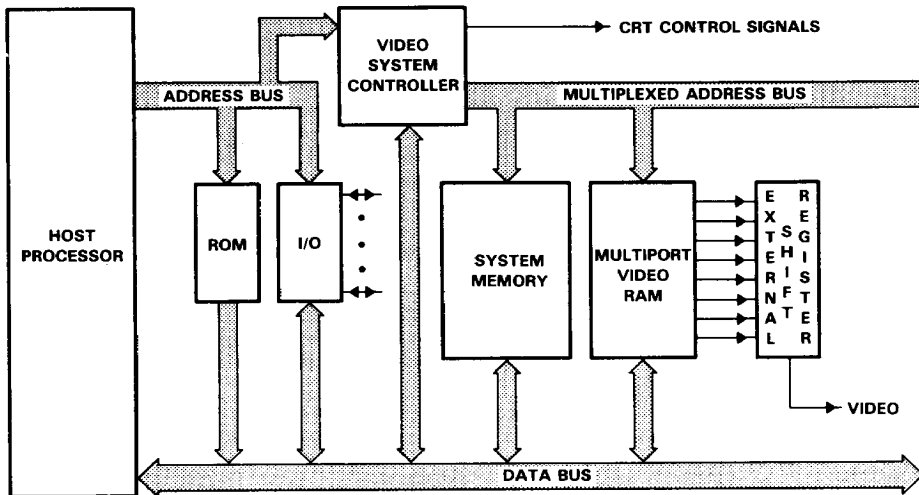 VIDEO
SYSTEM
CONTROLLER
CRT CONTROL SIGNALS
ADDRESS BUS
MULTIPLEXED ADDRESS BUS
HOST
PROCESSOR
ROM
I/O
SYSTEM
MEMORY
MULTIPORT
VIDEO
RAM
EXTERNAL
SHIFT
REGISTER
VIDEO
DATA BUS